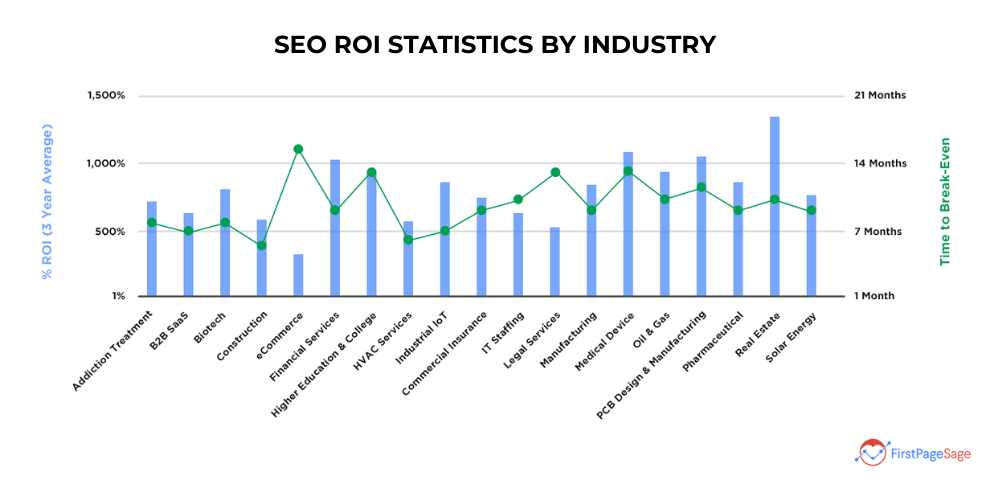 SEO ROI STATISTICS BY INDUSTRY
% ROI (3 Year Average)
1,500%
1,000%
500%
1%
21 Months
14 Months
7 Months
1 Month
Time to Break-Even
Addiction Treatment
B2B SaaS
Biotech
Construction
eCommerce
Financial Services
Higher Education & College
HVAC Services
Industrial IoT
Commercial Insurance
IT Staffing
Legal Services
Manufacturing
Medical Device
Oil & Gas
PCB Design & Manufacturing
Pharmaceutical
Real Estate
Solar Energy
FirstPageSage